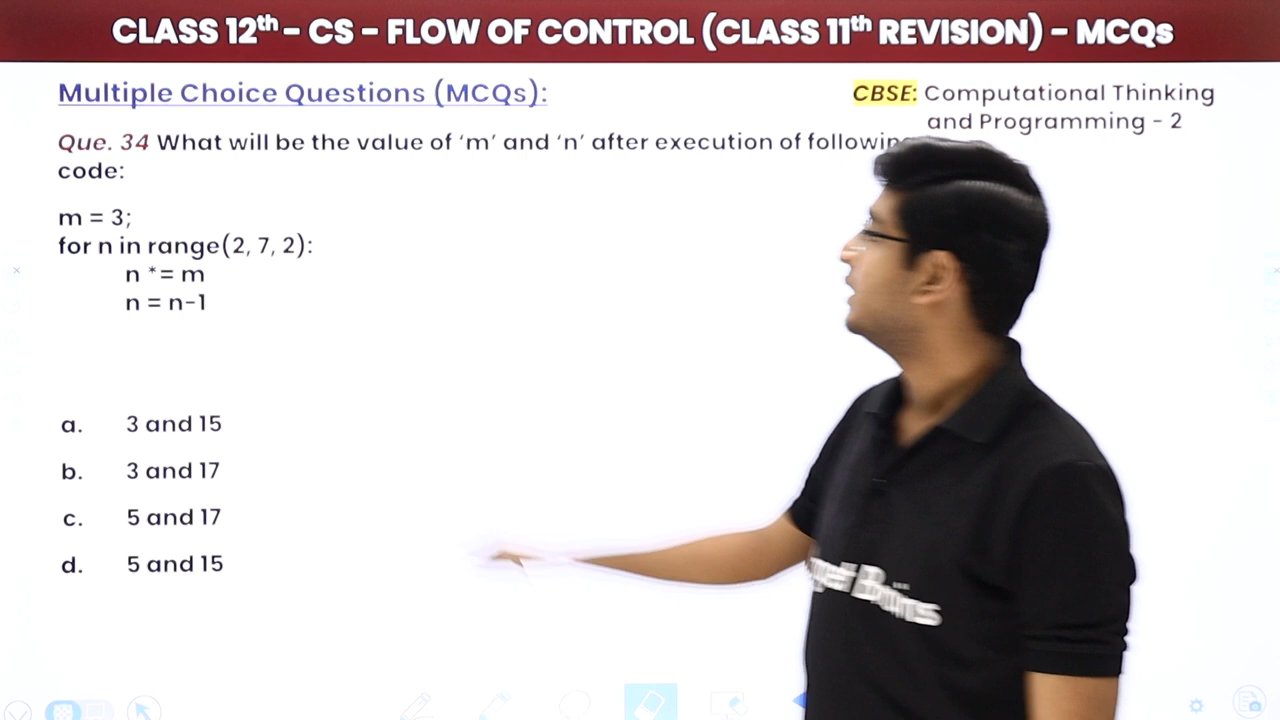 CLASS 12th – CS – FLOW OF CONTROL (CLASS 11th REVISION) – MCQs
Multiple Choice Questions (MCQs):
CBSE: Computational Thinking
and Programming - 2
Que. 34 What will be the value of ‘m’ and ‘n’ after execution of
code:
m = 3;
for n in range(2, 7, 2):
n *= m
n = n-1
a. 3 and 15
b. 3 and 17
c. 5 and 17
d. 5 and 15